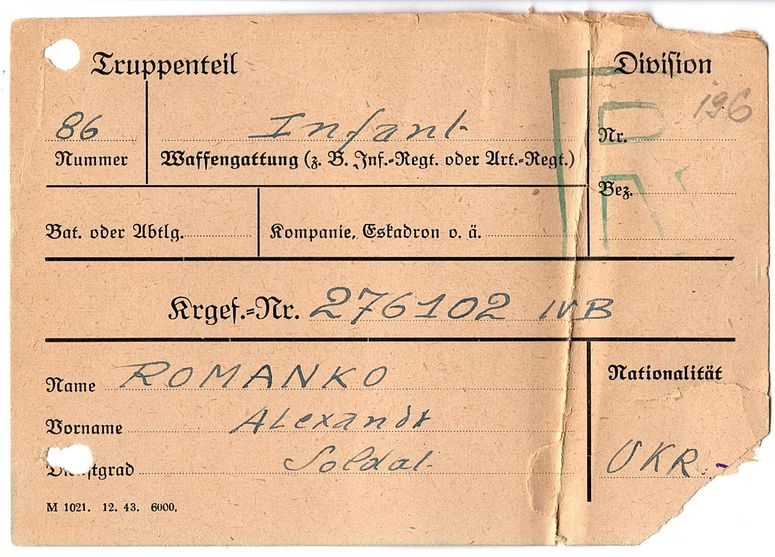 Truppenteil Division
86 Infant. 196
Nummer Waffengattung (z. B. Inf.-Regt. oder Art.-Regt.) Nr.
Bez.
Bat. oder Abtlg. Kompanie, Eskadron o. ä.
Krgef.-Nr. 276102 IVB
Name ROMANKO Nationalität
Vorname Alexandr
Dienstgrad Soldat. UKR.-
M 1021. 12. 43. 6000.